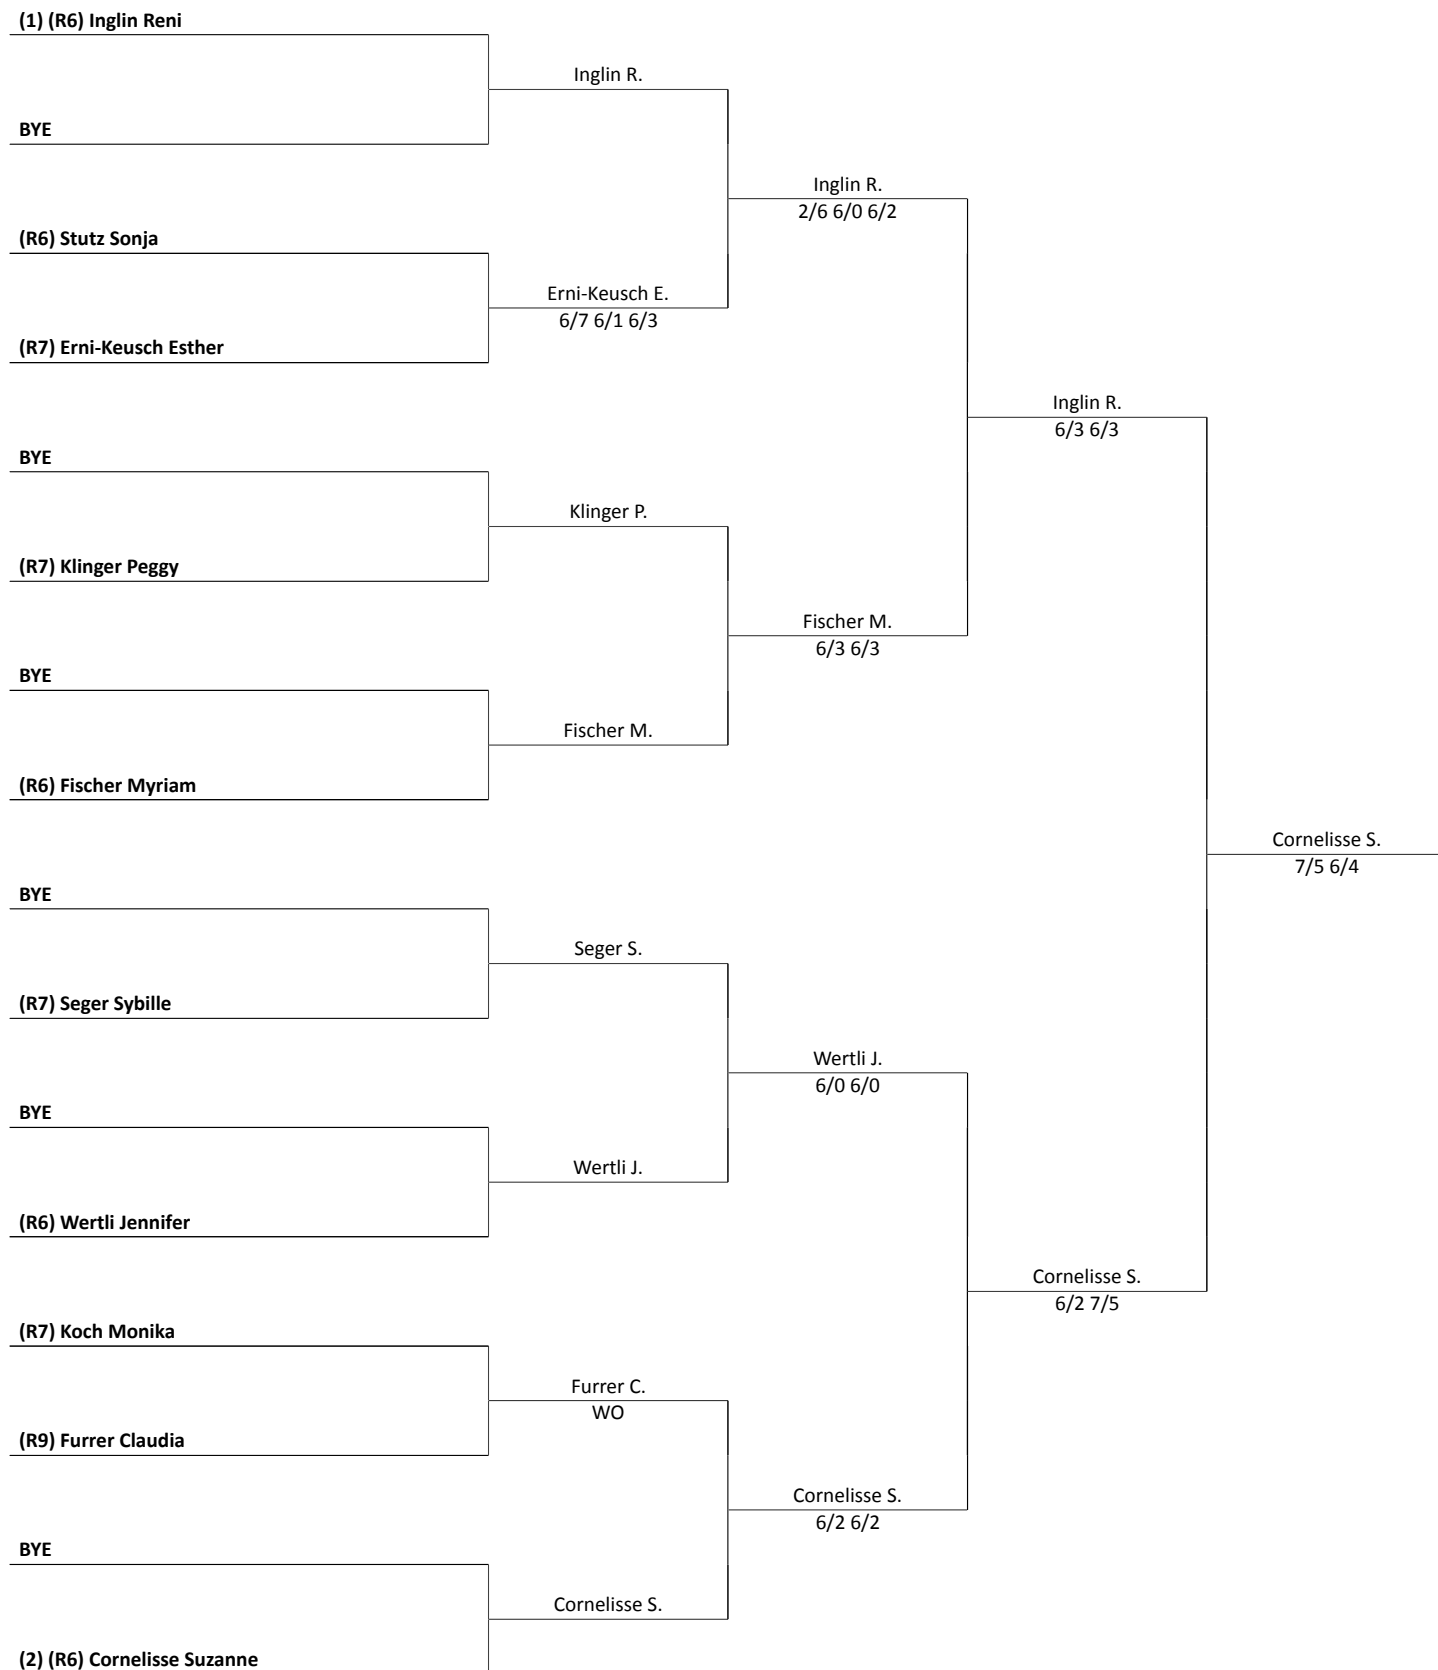 (1) (R6) Inglin Reni
Inglin R.
BYE
Inglin R.
2/6 6/0 6/2
(R6) Stutz Sonja
Erni-Keusch E.
6/7 6/1 6/3
(R7) Erni-Keusch Esther
Inglin R.
6/3 6/3
BYE
Klinger P.
(R7) Klinger Peggy
Fischer M.
6/3 6/3
BYE
Fischer M.
(R6) Fischer Myriam
Cornelisse S.
7/5 6/4
BYE
Seger S.
(R7) Seger Sybille
Wertli J.
6/0 6/0
BYE
Wertli J.
(R6) Wertli Jennifer
Cornelisse S.
6/2 7/5
(R7) Koch Monika
Furrer C.
WO
(R9) Furrer Claudia
Cornelisse S.
6/2 6/2
BYE
Cornelisse S.
(2) (R6) Cornelisse Suzanne